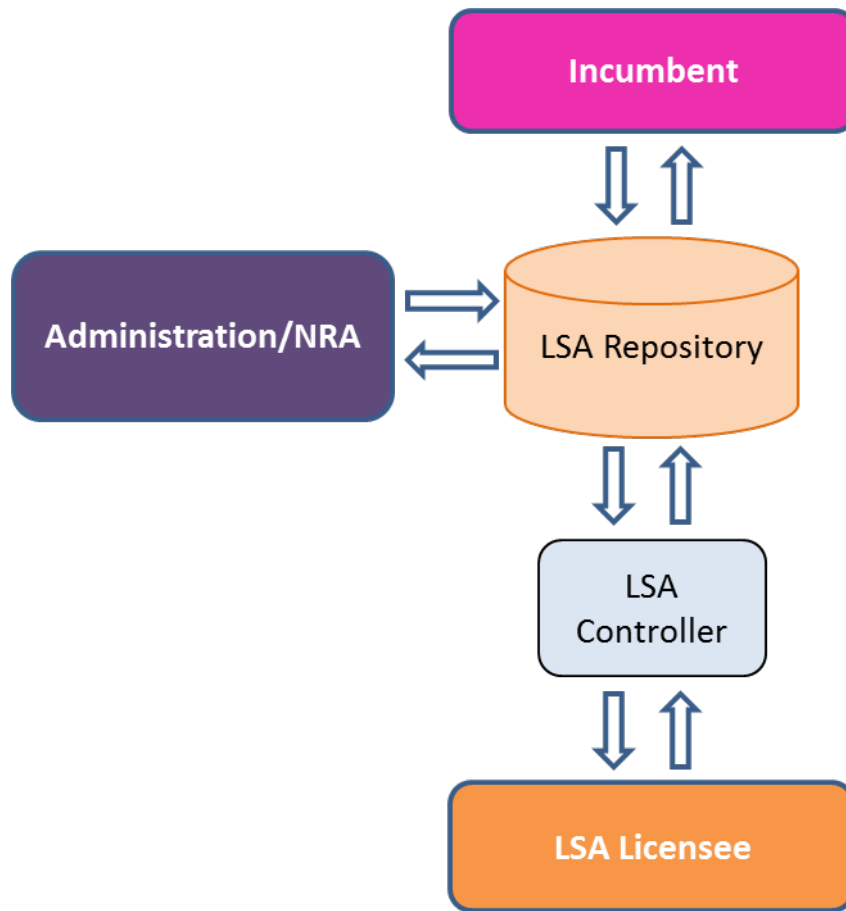 Incumbent
Administration/NRA
LSA Repository
LSA
Controller
LSA Licensee